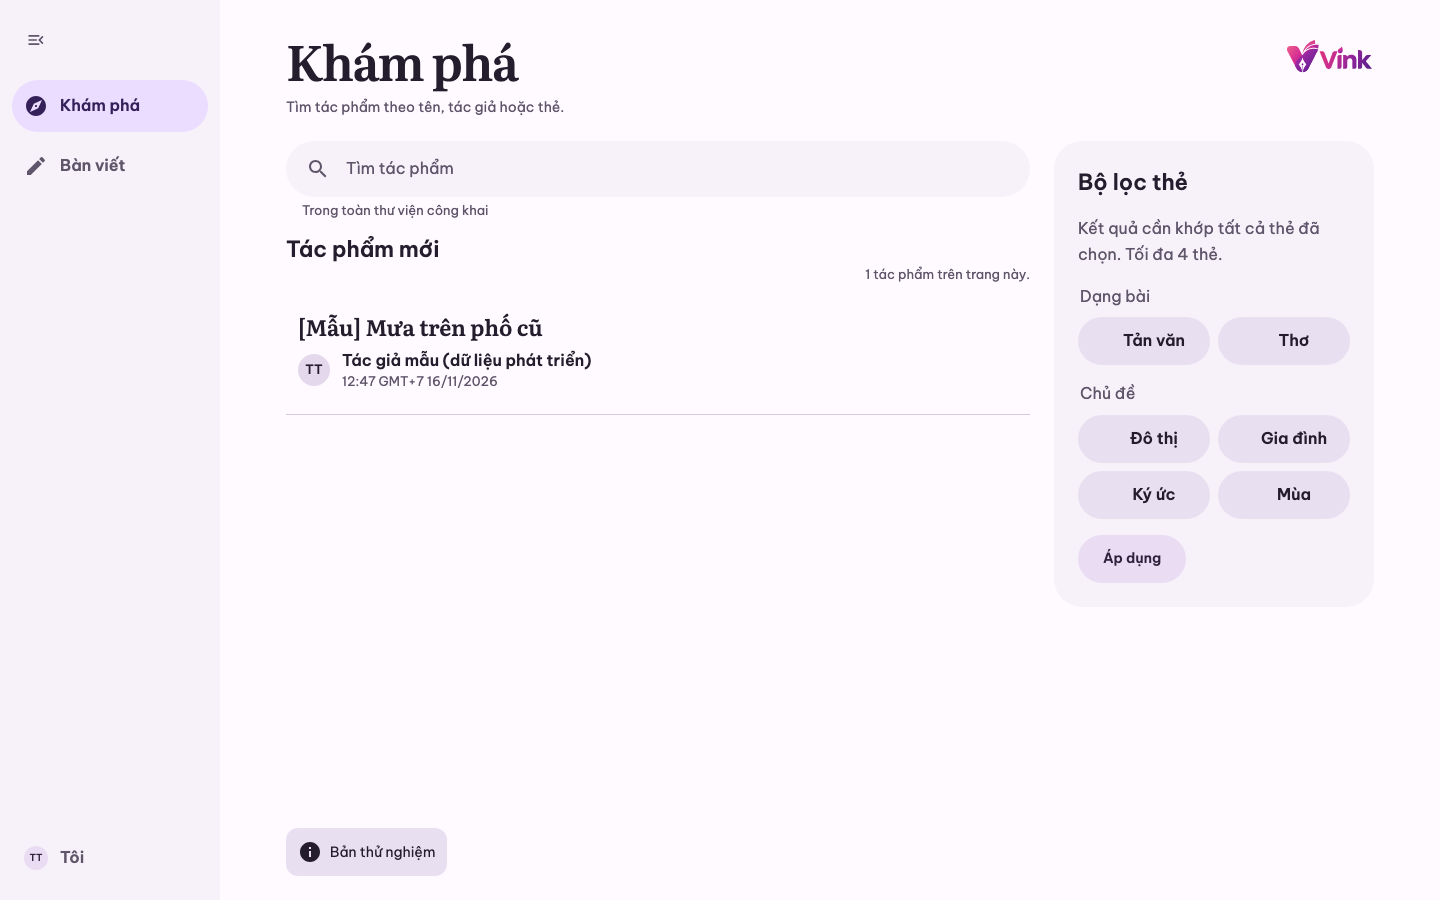 Khám phá
Bàn viết
TT Tôi
Khám phá
Tìm tác phẩm theo tên, tác giả hoặc thẻ.
Vink
Tìm tác phẩm
Trong toàn thư viện công khai
Tác phẩm mới
1 tác phẩm trên trang này.
[Mẫu] Mưa trên phố cũ
TT
Tác giả mẫu (dữ liệu phát triển)
12:47 GMT+7 16/11/2026
Bộ lọc thẻ
Kết quả cần khớp tất cả thẻ đã
chọn. Tối đa 4 thẻ.
Dạng bài
Tản văn Thơ
Chủ đề
Đô thị Gia đình
Ký ức Mùa
Áp dụng
Bản thử nghiệm